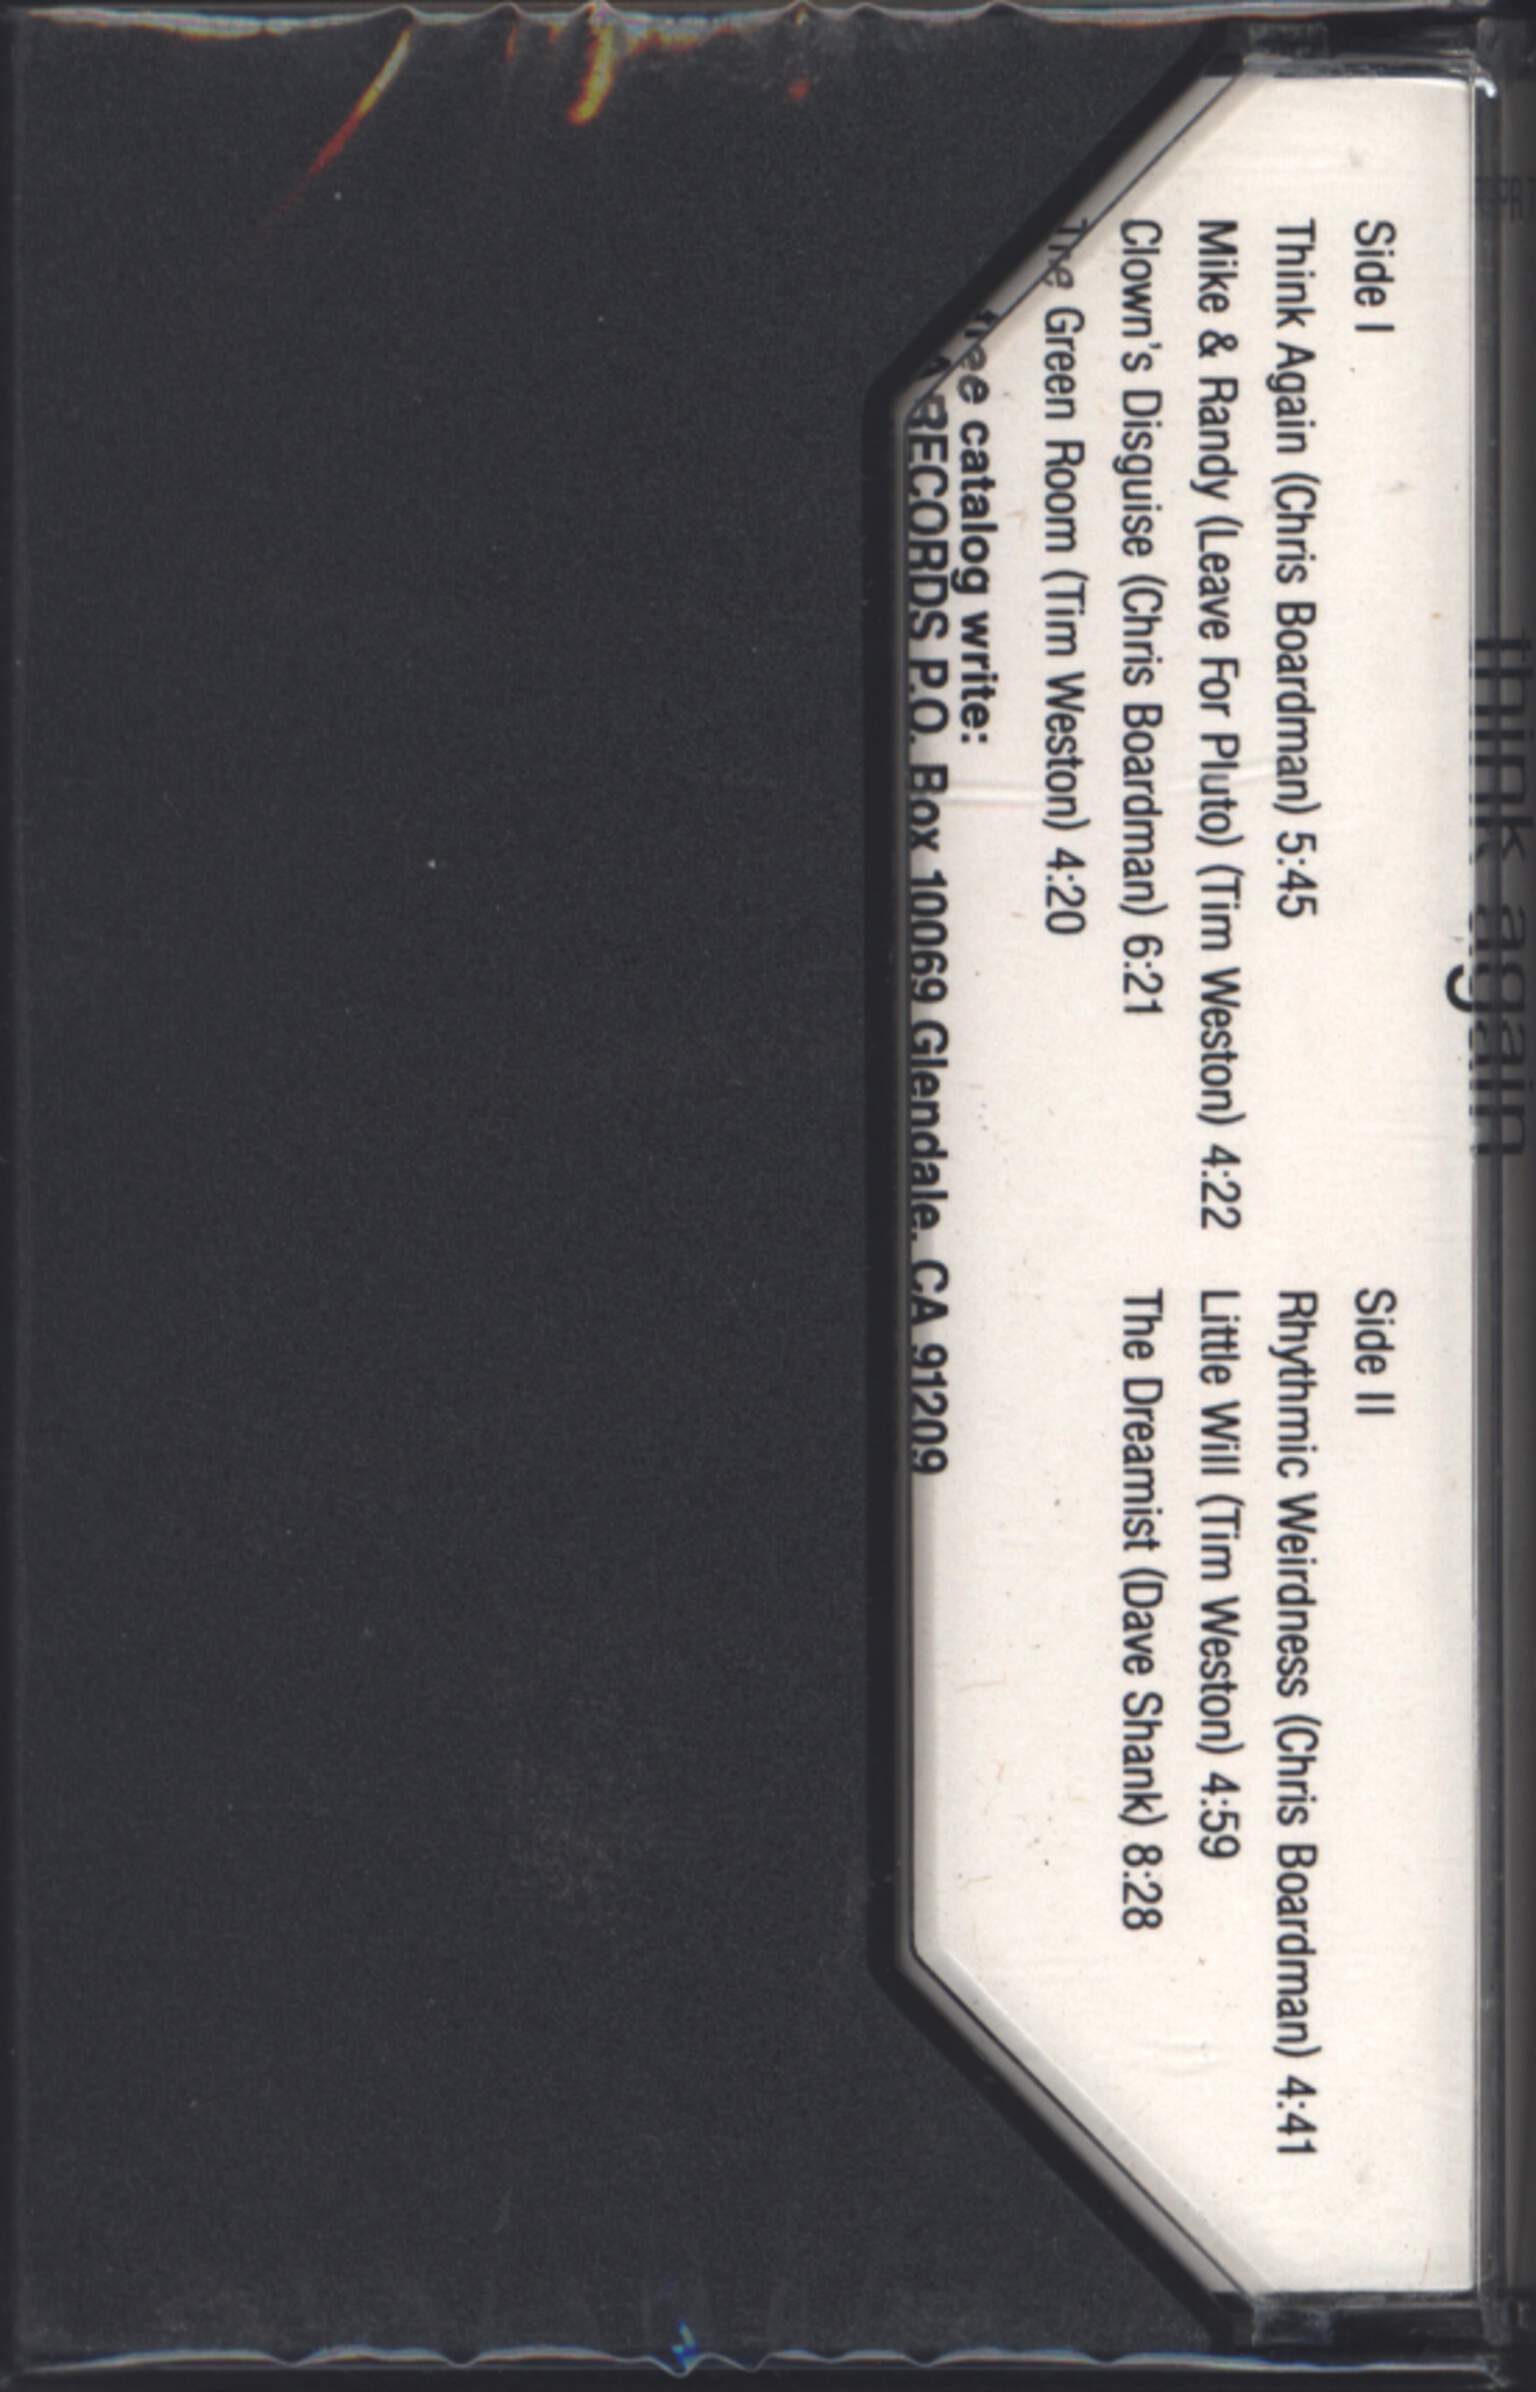 think again
Side I
Think Again (Chris Boardman) 5:45
Mike & Randy (Leave For Pluto) (Tim Weston) 4:22
Clown's Disguise (Chris Boardman) 6:21
The Green Room (Tim Weston) 4:20
Side II
Rhythmic Weirdness (Chris Boardman) 4:41
Little Will (Tim Weston) 4:59
The Dreamist (Dave Shank) 8:28
free catalog write:
RECORDS P.O. Box 10069 Glendale, CA 91209